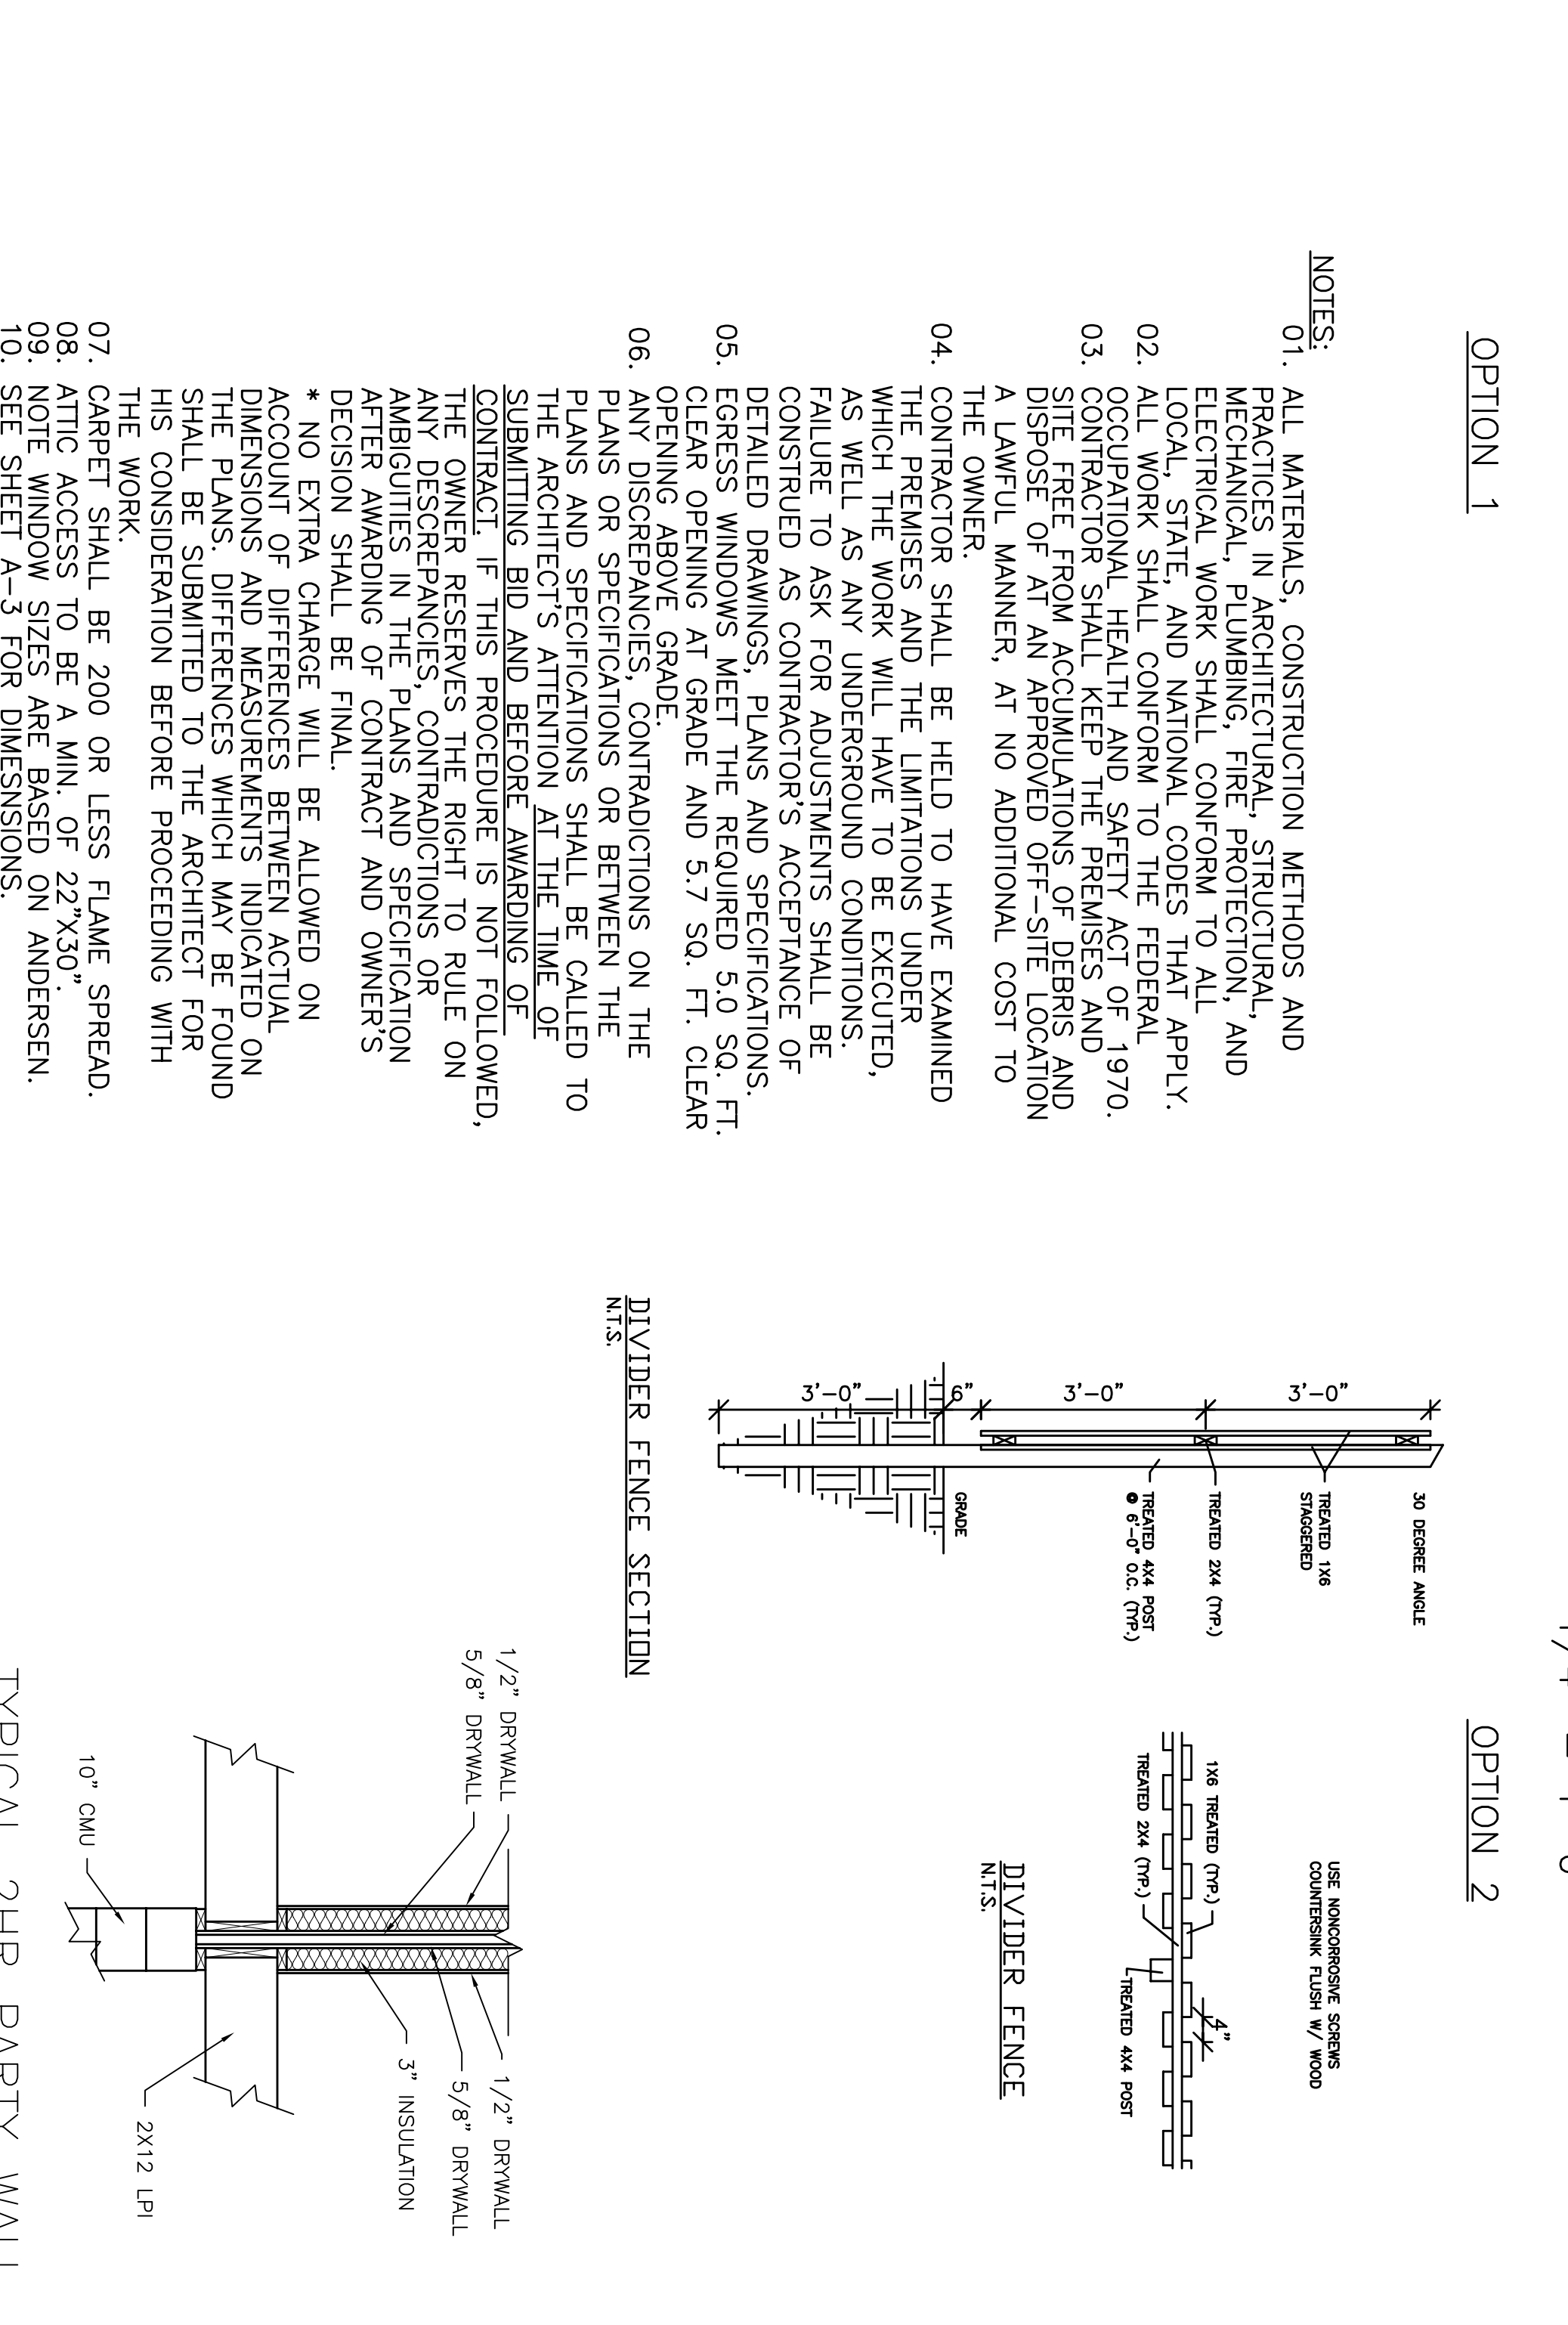 OPTION 1
NOTES:
01. ALL MATERIALS, CONSTRUCTION METHODS AND
PRACTICES IN ARCHITECTURAL, STRUCTURAL,
MECHANICAL, PLUMBING, FIRE PROTECTION, AND
ELECTRICAL WORK SHALL CONFORM TO ALL
LOCAL, STATE, AND NATIONAL CODES THAT APPLY.
02. ALL WORK SHALL CONFORM TO THE FEDERAL
OCCUPATIONAL HEALTH AND SAFETY ACT OF 1970.
03. CONTRACTOR SHALL KEEP THE PREMISES AND
SITE FREE FROM ACCUMULATIONS OF DEBRIS AND
DISPOSE OF AT AN APPROVED OFF-SITE LOCATION
A LAWFUL MANNER, AT NO ADDITIONAL COST TO
THE OWNER.
04. CONTRACTOR SHALL BE HELD TO HAVE EXAMINED
THE PREMISES AND THE LIMITATIONS UNDER
WHICH THE WORK WILL HAVE TO BE EXECUTED,
AS WELL AS ANY UNDERGROUND CONDITIONS.
FAILURE TO ASK FOR ADJUSTMENTS SHALL BE
CONSTRUED AS CONTRACTOR'S ACCEPTANCE OF
DETAILED DRAWINGS, PLANS AND SPECIFICATIONS.
05. EGRESS WINDOWS MEET THE REQUIRED 5.0 SQ. FT.
CLEAR OPENING AT GRADE AND 5.7 SQ. FT. CLEAR
OPENING ABOVE GRADE.
06. ANY DISCREPANCIES, CONTRADICTIONS ON THE
PLANS OR SPECIFICATIONS OR BETWEEN THE
PLANS AND SPECIFICATIONS SHALL BE CALLED TO
THE ARCHITECT'S ATTENTION AT THE TIME OF
SUBMITTING BID AND BEFORE AWARDING OF
CONTRACT. IF THIS PROCEDURE IS NOT FOLLOWED,
THE OWNER RESERVES THE RIGHT TO RULE ON
ANY DESCREPANCIES, CONTRADICTIONS OR
AMBIGUITIES IN THE PLANS AND SPECIFICATION
AFTER AWARDING OF CONTRACT AND OWNER'S
DECISION SHALL BE FINAL.
* NO EXTRA CHARGE WILL BE ALLOWED ON
ACCOUNT OF DIFFERENCES BETWEEN ACTUAL
DIMENSIONS AND MEASUREMENTS INDICATED ON
THE PLANS. DIFFERENCES WHICH MAY BE FOUND
SHALL BE SUBMITTED TO THE ARCHITECT FOR
HIS CONSIDERATION BEFORE PROCEEDING WITH
THE WORK.
07. CARPET SHALL BE 200 OR LESS FLAME SPREAD.
08. ATTIC ACCESS TO BE A MIN. OF 22"X30".
09. NOTE WINDOW SIZES ARE BASED ON ANDERSEN.
10. SEE SHEET A-3 FOR DIMESNSIONS.
3'-0"
3'-0"
6"
3'-0"
30 DEGREE ANGLE
TREATED 1X6
STAGGERED
TREATED 2X4 (TYP.)
TREATED 4X4 POST
@ 6'-0" O.C. (TYP.)
GRADE
DIVIDER FENCE SECTION
N.T.S.
OPTION 2
USE NONCORROSIVE SCREWS
COUNTERSINK FLUSH W/ WOOD
4"
1X6 TREATED (TYP.)
TREATED 2X4 (TYP.)
TREATED 4X4 POST
DIVIDER FENCE
N.T.S.
1/2" DRYWALL
5/8" DRYWALL
1/2" DRYWALL
5/8" DRYWALL
3" INSULATION
10" CMU
2X12 LPI
TYPICAL 2HR PARTY WALL